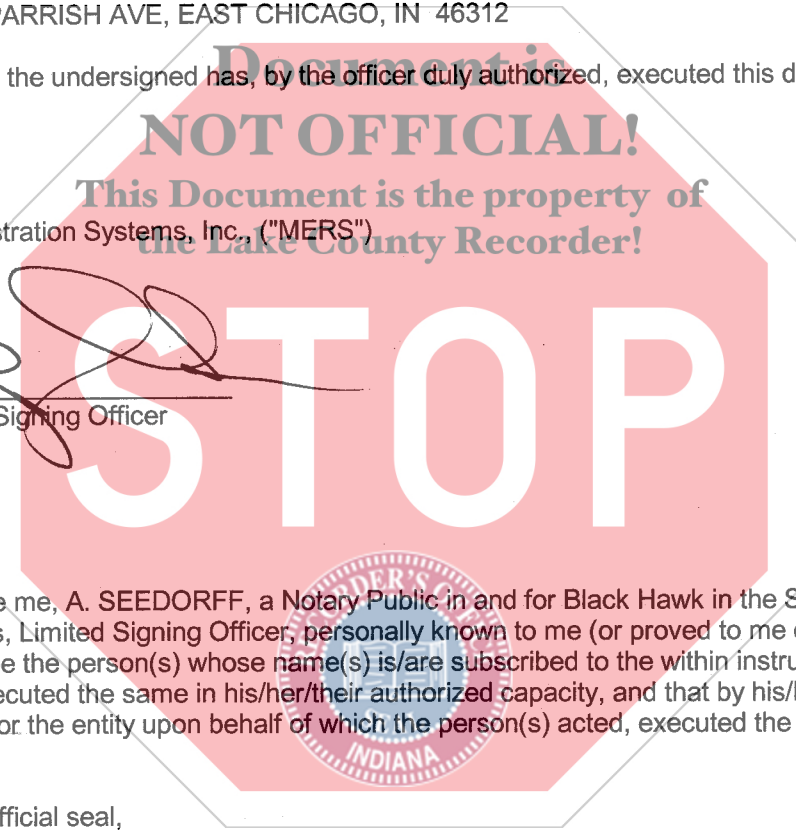 PARRISH AVE, EAST CHICAGO, IN 46312
Document is
the undersigned has, by the officer duly authorized, executed this d
NOT OFFICIAL!
This Document is the property of
stration Systems, Inc., ("MERS")
the Lake County Recorder!
STOP
Signing Officer
e me, A. SEEDORFF, a Notary Public in and for Black Hawk in the S
s, Limited Signing Officer, personally known to me (or proved to me
e the person(s) whose name(s) is/are subscribed to the within instru
ecuted the same in his/her/their authorized capacity, and that by his/
or the entity upon behalf of which the person(s) acted, executed the
RECORDER'S
INDIANA
fficial seal,